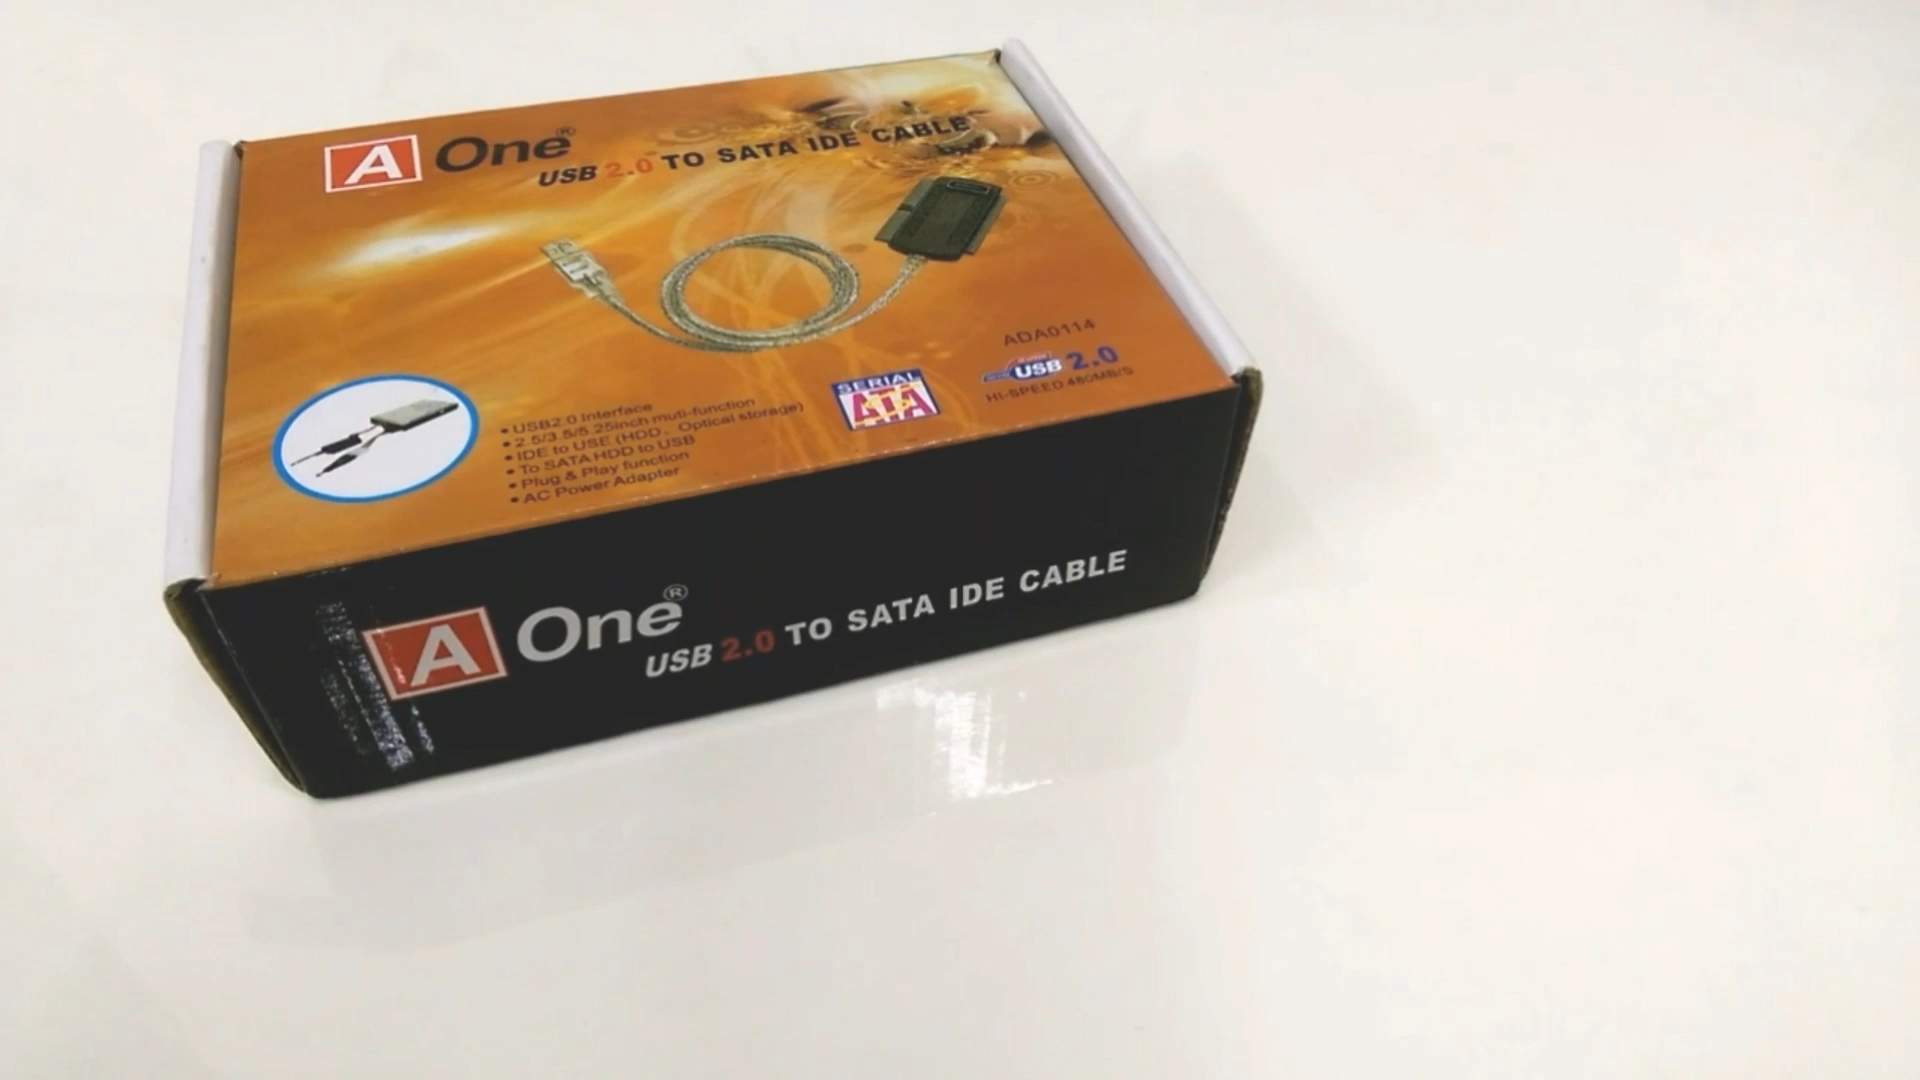 A One®
USB 2.0 TO SATA IDE CABLE
ADA0114
USB 2.0
HI-SPEED 480MB/S
SERIAL
ATA
• USB2.0 Interface
• 2.5/3.5/5.25inch muti-function
• IDE to USE (HDD、Optical storage)
• To SATA HDD to USB
• Plug & Play function
• AC Power Adapter
A One®
USB 2.0 TO SATA IDE CABLE